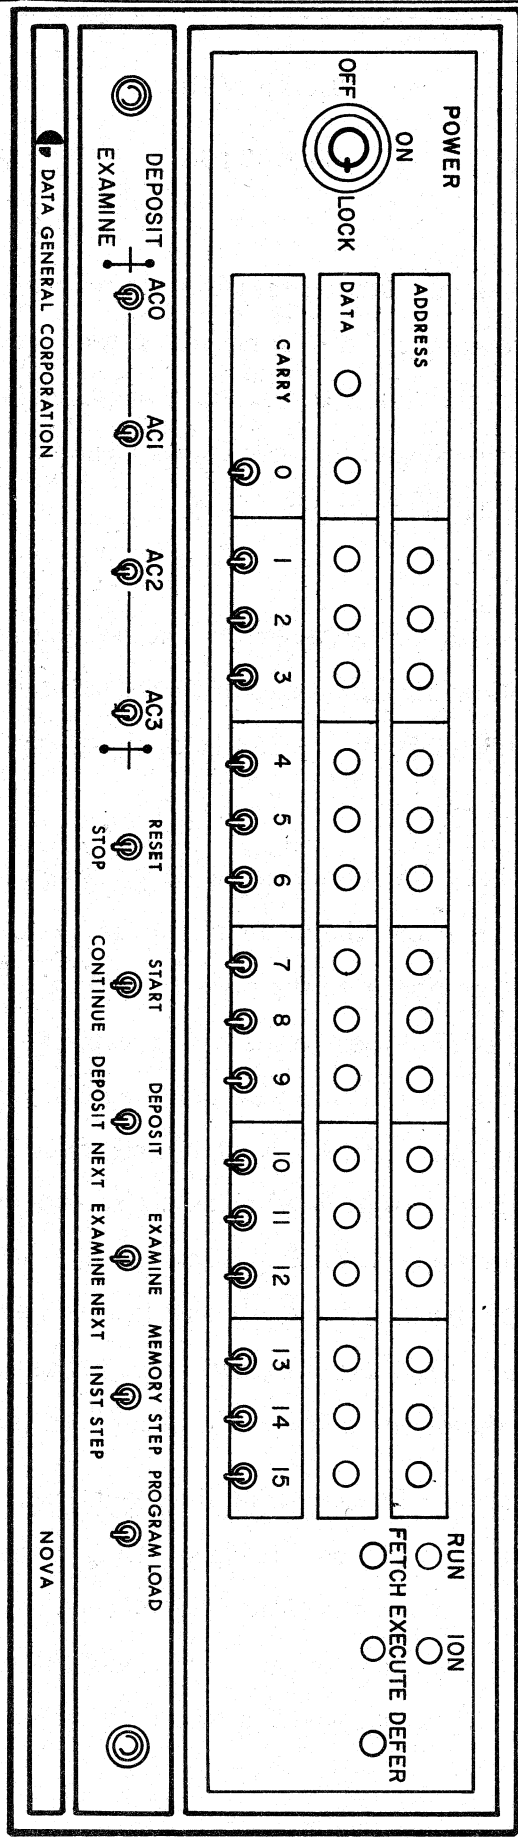 POWER
OFF ON LOCK
ADDRESS
DATA
CARRY
0 1 2 3 4 5 6 7 8 9 10 11 12 13 14 15
RUN ION
FETCH EXECUTE DEFER
DEPOSIT AC0 AC1 AC2 AC3 RESET START DEPOSIT EXAMINE MEMORY STEP PROGRAM LOAD
EXAMINE STOP CONTINUE DEPOSIT NEXT EXAMINE NEXT INST STEP
DATA GENERAL CORPORATION NOVA